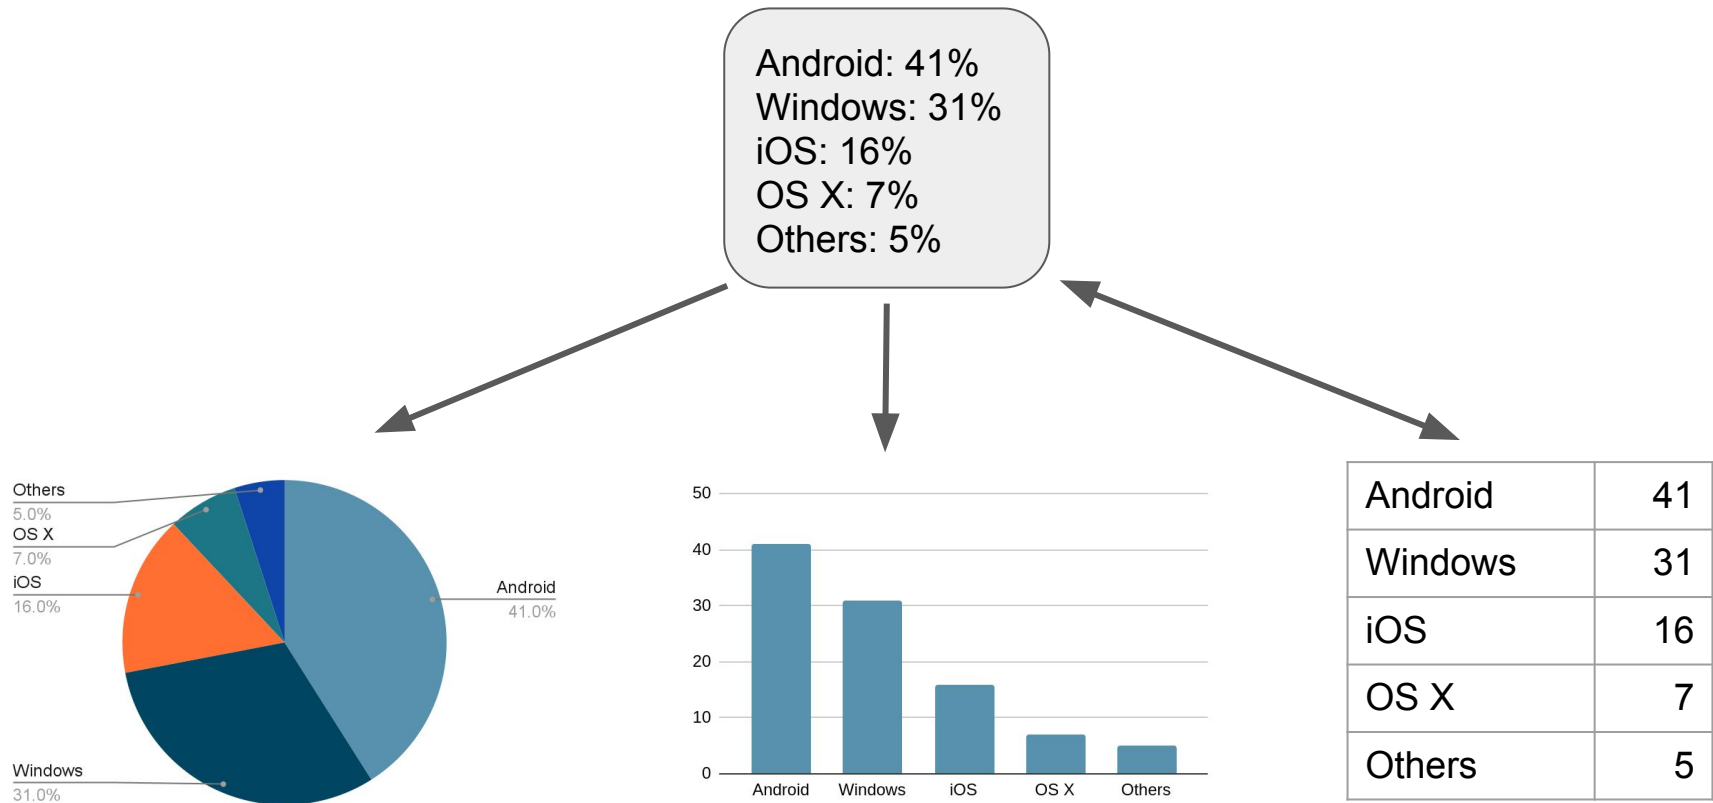 Android: 41%
Windows: 31%
iOS: 16%
OS X: 7%
Others: 5%
Others
5.0%
OS X
7.0%
iOS
16.0%
Windows
31.0%
Android
41.0%
50
40
30
20
10
0
Android Windows iOS OS X Others
Android 41
Windows 31
iOS 16
OS X 7
Others 5